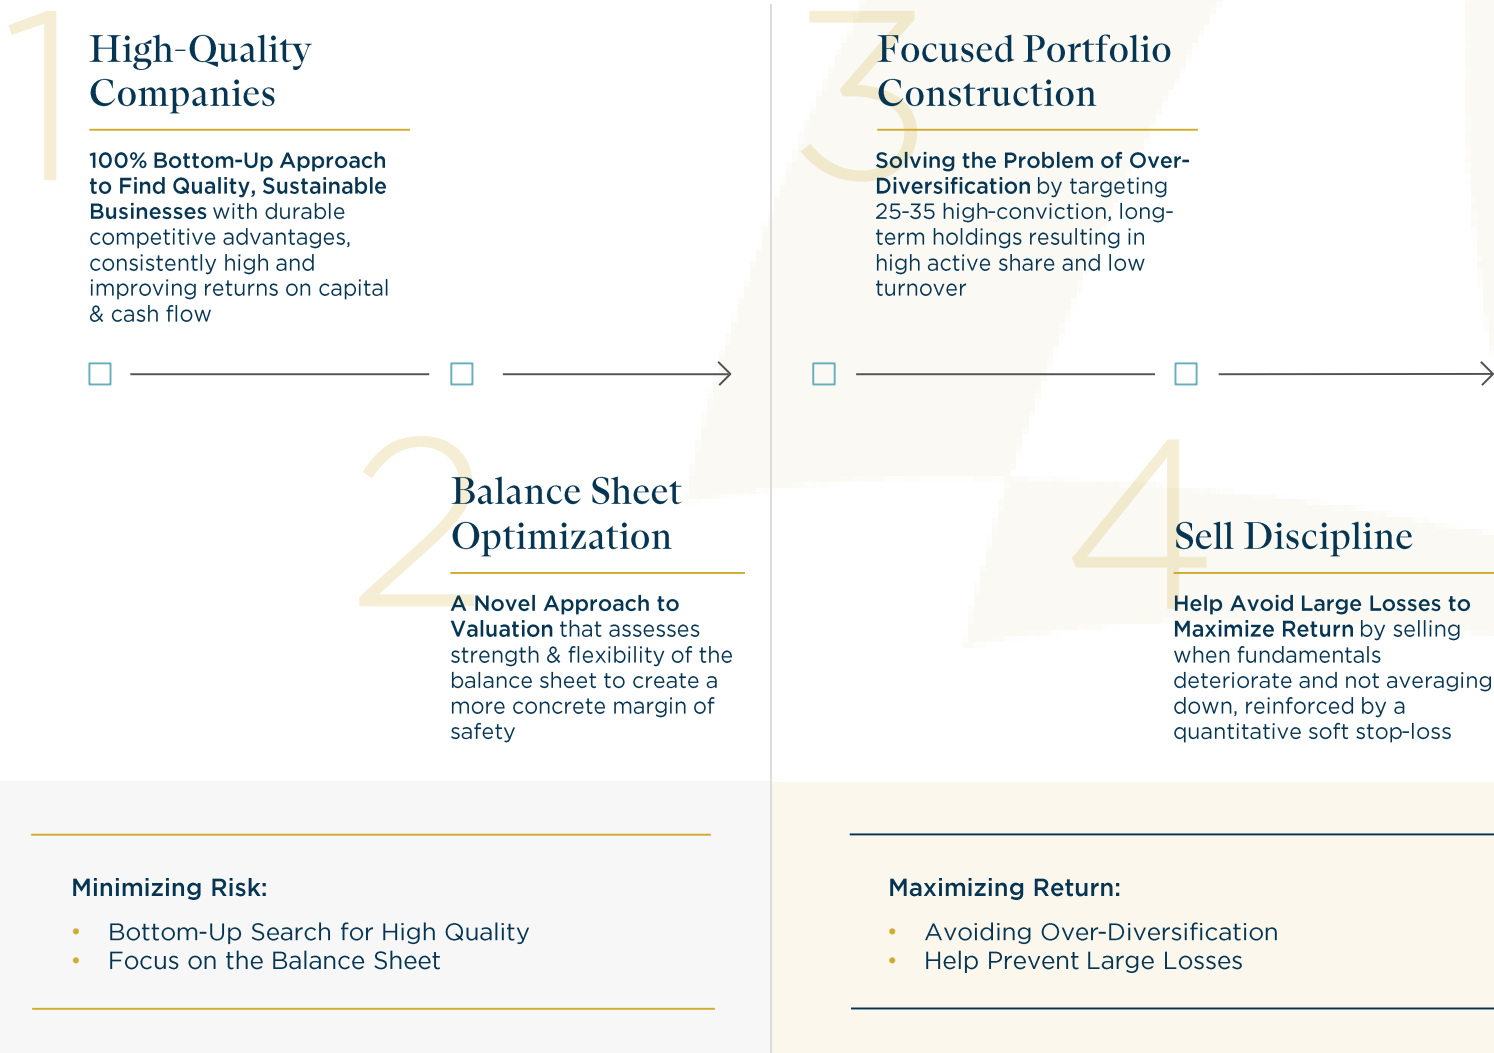 1
High-Quality
Companies
100% Bottom-Up Approach
to Find Quality, Sustainable
Businesses with durable
competitive advantages,
consistently high and
improving returns on capital
& cash flow
2
Balance Sheet
Optimization
A Novel Approach to
Valuation that assesses
strength & flexibility of the
balance sheet to create a
more concrete margin of
safety
3
Focused Portfolio
Construction
Solving the Problem of Over-
Diversification by targeting
25-35 high-conviction, long-
term holdings resulting in
high active share and low
turnover
4
Sell Discipline
Help Avoid Large Losses to
Maximize Return by selling
when fundamentals
deteriorate and not averaging
down, reinforced by a
quantitative soft stop-loss
Minimizing Risk:
• Bottom-Up Search for High Quality
• Focus on the Balance Sheet
Maximizing Return:
• Avoiding Over-Diversification
• Help Prevent Large Losses